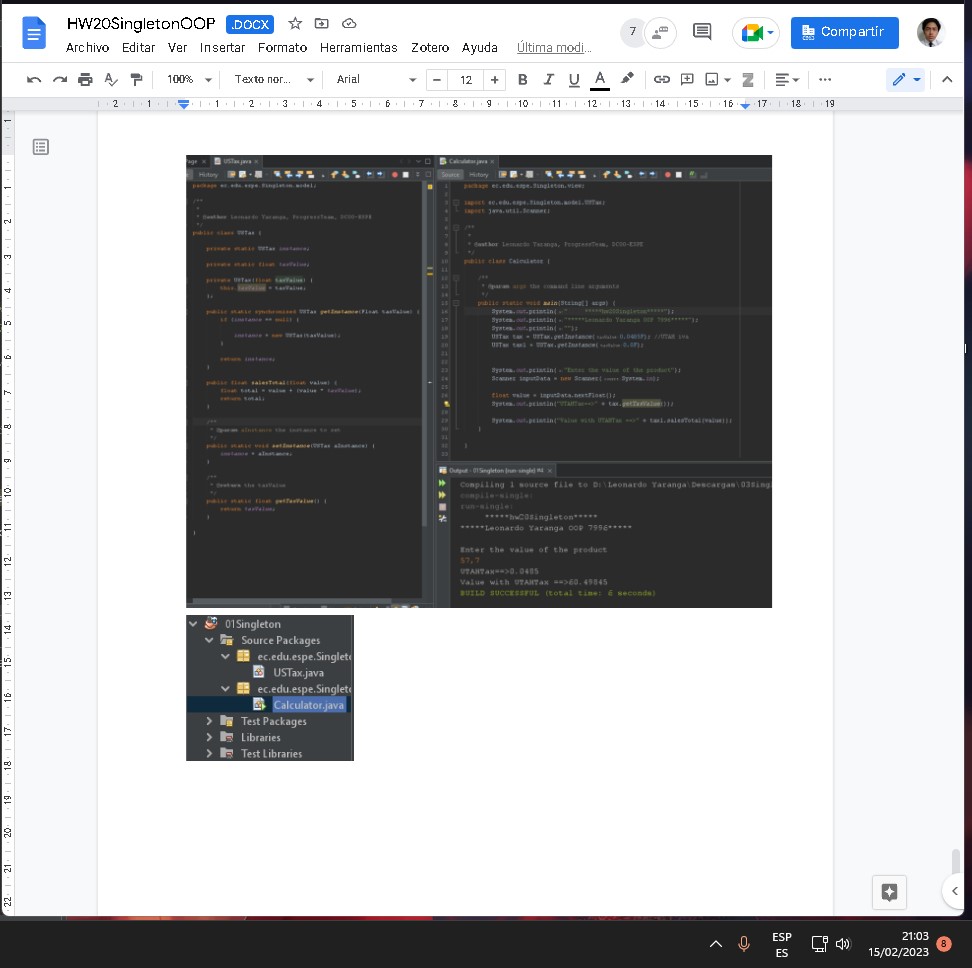 HW20SingletonOOP .DOCX
7
Compartir
Archivo Editar Ver Insertar Formato Herramientas Zotero Ayuda Última modi...
100% Texto nor... Arial 12
2 1 1 2 3 4 5 6 7 8 9 10 11 12 13 14 15 16 17 18 19
USTax.java
History
package ec.edu.espe.Singleton.model;
/**
*
* @author Leonardo Yaranga, ProgressTeam, DCCO-ESPE
*/
public class USTax {
private static USTax instance;
private static float taxValue;
private USTax(float taxValue) {
this.taxValue = taxValue;
};
public static synchronized USTax getInstance(Float taxValue) {
if (instance == null) {
instance = new USTax(taxValue);
}
return instance;
}
public float salesTotal(float value) {
float total = value + (value * taxValue);
return total;
}
/**
* @param aInstance the instance to set
*/
public static void setInstance(USTax aInstance) {
instance = aInstance;
}
/**
* @return the taxValue
*/
public static float getTaxValue() {
return taxValue;
}
}
Calculator.java
Source History
package ec.edu.espe.Singleton.view;
import ec.edu.espe.Singleton.model.USTax;
import java.util.Scanner;
/**
*
* @author Leonardo Yaranga, ProgressTeam, DCCO-ESPE
*/
public class Calculator {
/**
* @param args the command line arguments
*/
public static void main(String[] args) {
System.out.println( "*****hw20Singleton*****");
System.out.println( "*****Leonardo Yaranga OOP 7996*****");
System.out.println( "");
USTax tax = USTax.getInstance( 0.0485F); //UTAH iva
USTax tax1 = USTax.getInstance( 0.0F);
System.out.println( "Enter the value of the product");
Scanner inputData = new Scanner( System.in);
float value = inputData.nextFloat();
System.out.println("UTAHTax==>" + tax.getTaxValue());
System.out.println("Value with UTAHTax ==>" + tax1.salesTotal(value));
}
}
Output - 01Singleton (run-single) #4
Compiling 1 source file to D:\Leonardo Yaranga\Descargas\03Singl
compile-single:
run-single:
*****hw20Singleton*****
*****Leonardo Yaranga OOP 7996*****
Enter the value of the product
57,7
UTAHTax==>0.0485
Value with UTAHTax ==>60.49845
BUILD SUCCESSFUL (total time: 6 seconds)
01Singleton
Source Packages
ec.edu.espe.Singlet
USTax.java
ec.edu.espe.Singlet
Calculator.java
Test Packages
Libraries
Test Libraries
ESP
ES
21:03
15/02/2023
8